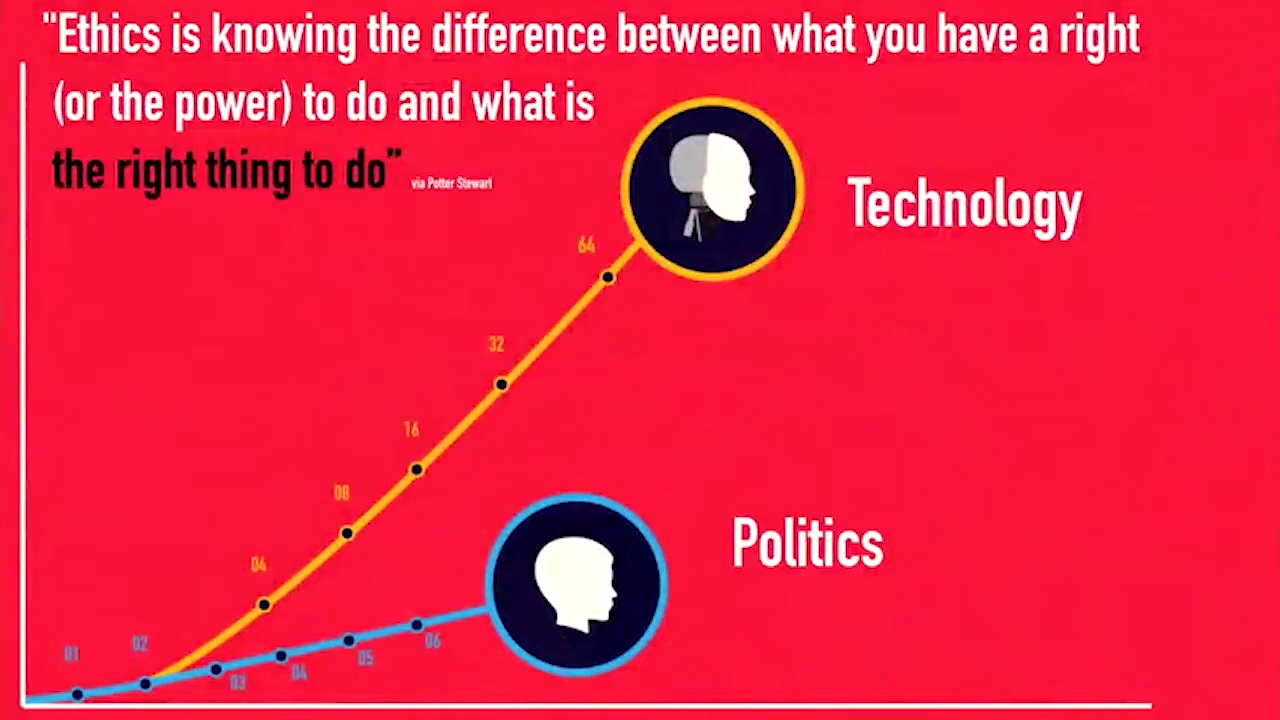 "Ethics is knowing the difference between what you have a right
(or the power) to do and what is
the right thing to do”
via Potter Stewart
Technology
64
32
16
08
04
Politics
01
02
03
04
05
06